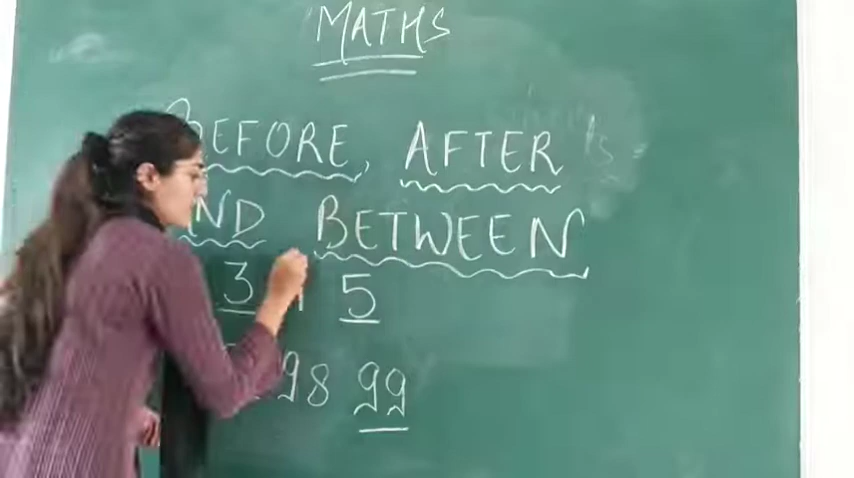 MATHS
BEFORE, AFTER
AND BETWEEN
3 5
98 99